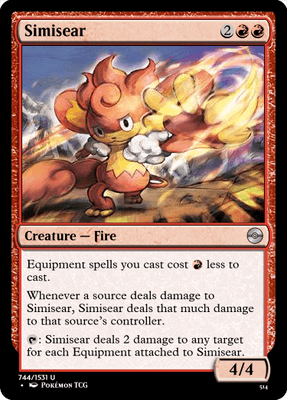 Simisear 2
Creature — Fire
Equipment spells you cast cost less to
cast.
Whenever a source deals damage to
Simisear, Simisear deals that much damage
to that source's controller.
: Simisear deals 2 damage to any target
for each Equipment attached to Simisear.
4/4
744/1531 U
• Pokémon TCG
514